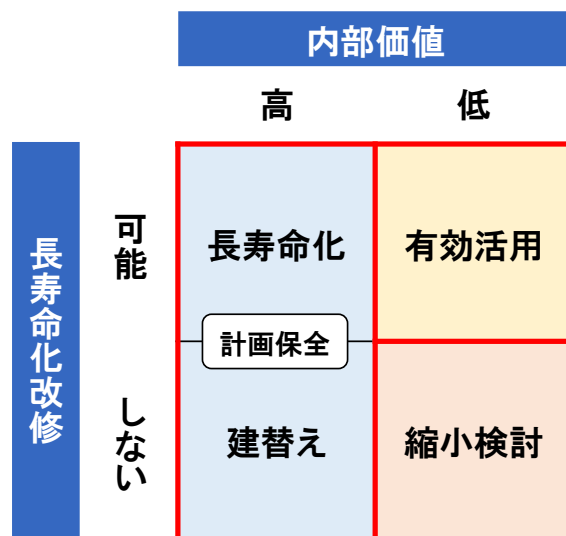 内部価値
高
低
長寿命化改修
可能
長寿命化
有効活用
計画保全
しない
建替え
縮小検討